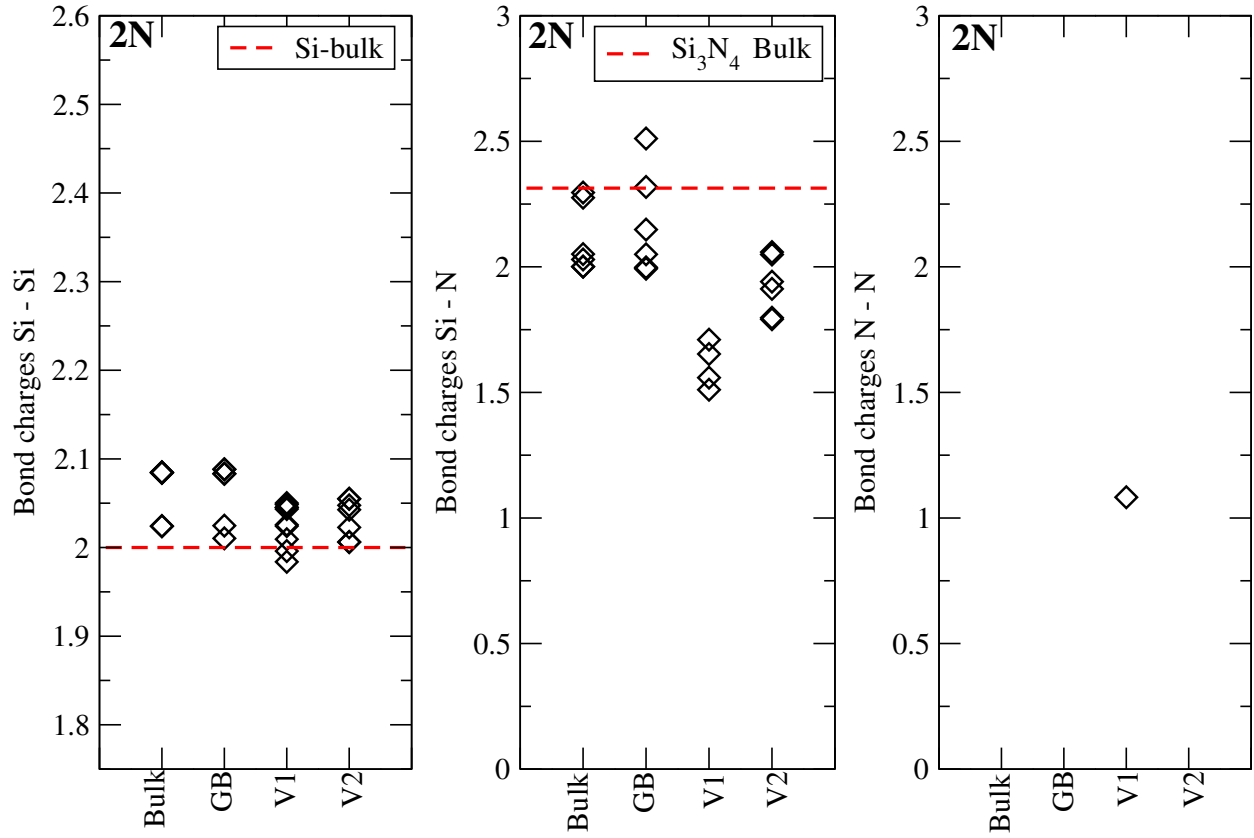 2N
Si-bulk
Bond charges Si - Si
2.6
2.5
2.4
2.3
2.2
2.1
2
1.9
1.8
Bulk
GB
V1
V2
2N
Si3N4 Bulk
Bond charges Si - N
3
2.5
2
1.5
1
0.5
0
Bulk
GB
V1
V2
2N
Bond charges N - N
3
2.5
2
1.5
1
0.5
0
Bulk
GB
V1
V2